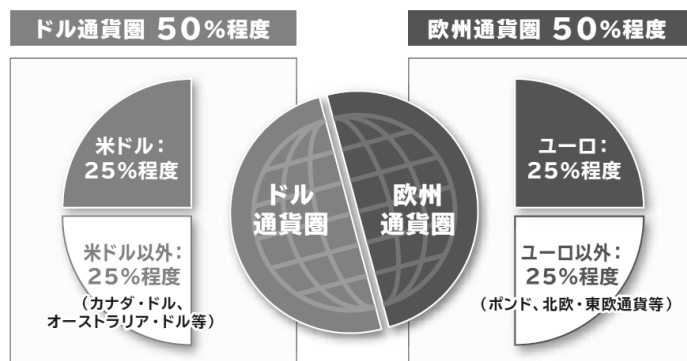 ドル通貨圏 50%程度
米ドル:
25%程度
米ドル以外:
25%程度
(カナダ・ドル、
オーストラリア・ドル等)
ドル
通貨圏
欧州
通貨圏
欧州通貨圏 50%程度
ユーロ:
25%程度
ユーロ以外:
25%程度
(ポンド、北欧・東欧通貨等)